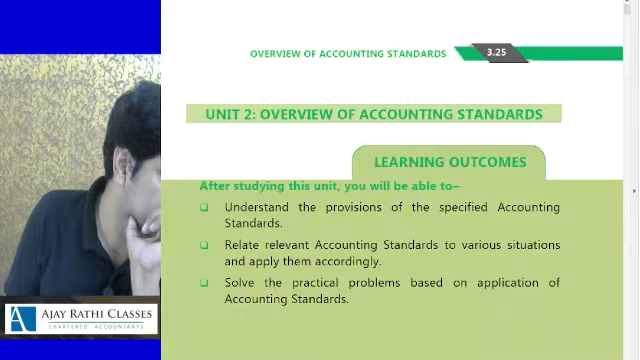 OVERVIEW OF ACCOUNTING STANDARDS
3.25
UNIT 2: OVERVIEW OF ACCOUNTING STANDARDS
LEARNING OUTCOMES
After studying this unit, you will be able to–
❑ Understand the provisions of the specified Accounting
Standards.
❑ Relate relevant Accounting Standards to various situations
and apply them accordingly.
❑ Solve the practical problems based on application of
Accounting Standards.
AJAY RATHI CLASSES
CHARTERED ACCOUNTANTS